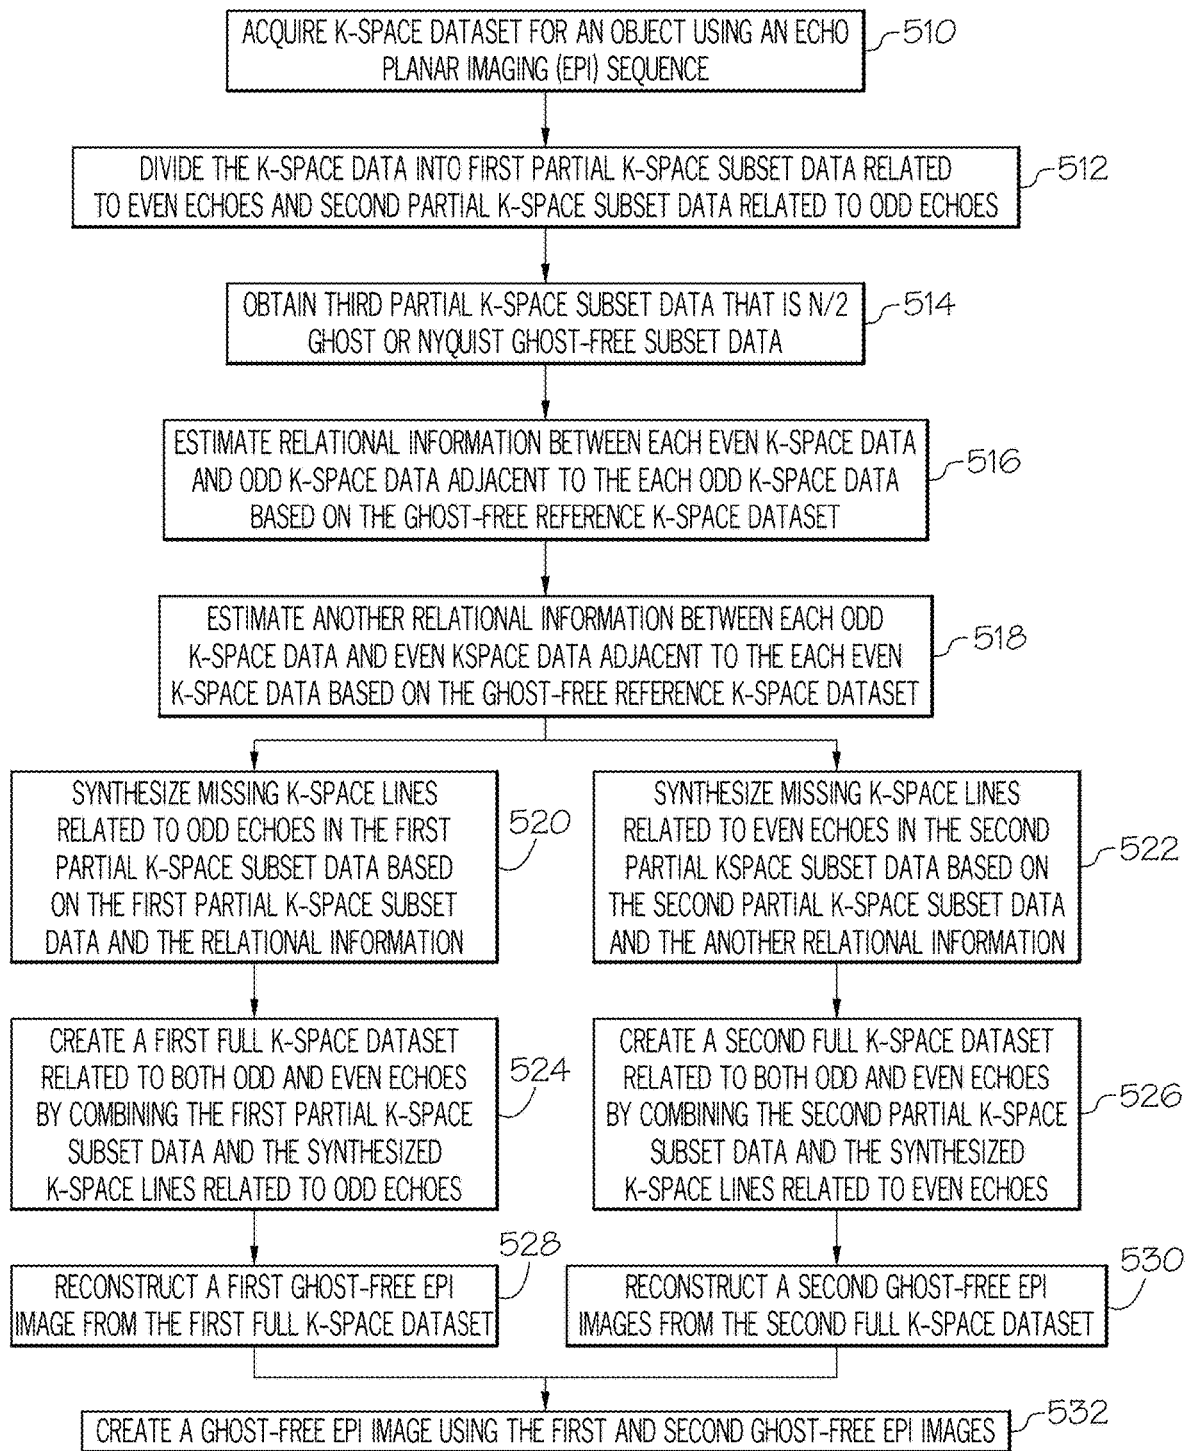 ACQUIRE K-SPACE DATASET FOR AN OBJECT USING AN ECHO
PLANAR IMAGING (EPI) SEQUENCE
510
DIVIDE THE K-SPACE DATA INTO FIRST PARTIAL K-SPACE SUBSET DATA RELATED
TO EVEN ECHOES AND SECOND PARTIAL K-SPACE SUBSET DATA RELATED TO ODD ECHOES
512
OBTAIN THIRD PARTIAL K-SPACE SUBSET DATA THAT IS N/2
GHOST OR NYQUIST GHOST-FREE SUBSET DATA
514
ESTIMATE RELATIONAL INFORMATION BETWEEN EACH EVEN K-SPACE DATA
AND ODD K-SPACE DATA ADJACENT TO THE EACH ODD K-SPACE DATA
BASED ON THE GHOST-FREE REFERENCE K-SPACE DATASET
516
ESTIMATE ANOTHER RELATIONAL INFORMATION BETWEEN EACH ODD
K-SPACE DATA AND EVEN KSPACE DATA ADJACENT TO THE EACH EVEN
K-SPACE DATA BASED ON THE GHOST-FREE REFERENCE K-SPACE DATASET
518
SYNTHESIZE MISSING K-SPACE LINES
RELATED TO ODD ECHOES IN THE FIRST
PARTIAL K-SPACE SUBSET DATA BASED
ON THE FIRST PARTIAL K-SPACE SUBSET
DATA AND THE RELATIONAL INFORMATION
520
SYNTHESIZE MISSING K-SPACE LINES
RELATED TO EVEN ECHOES IN THE SECOND
PARTIAL KSPACE SUBSET DATA BASED ON
THE SECOND PARTIAL K-SPACE SUBSET DATA
AND THE ANOTHER RELATIONAL INFORMATION
522
CREATE A FIRST FULL K-SPACE DATASET
RELATED TO BOTH ODD AND EVEN ECHOES
BY COMBINING THE FIRST PARTIAL K-SPACE
SUBSET DATA AND THE SYNTHESIZED
K-SPACE LINES RELATED TO ODD ECHOES
524
CREATE A SECOND FULL K-SPACE DATASET
RELATED TO BOTH ODD AND EVEN ECHOES
BY COMBINING THE SECOND PARTIAL K-SPACE
SUBSET DATA AND THE SYNTHESIZED
K-SPACE LINES RELATED TO EVEN ECHOES
526
RECONSTRUCT A FIRST GHOST-FREE EPI
IMAGE FROM THE FIRST FULL K-SPACE DATASET
528
RECONSTRUCT A SECOND GHOST-FREE EPI
IMAGES FROM THE SECOND FULL K-SPACE DATASET
530
CREATE A GHOST-FREE EPI IMAGE USING THE FIRST AND SECOND GHOST-FREE EPI IMAGES
532